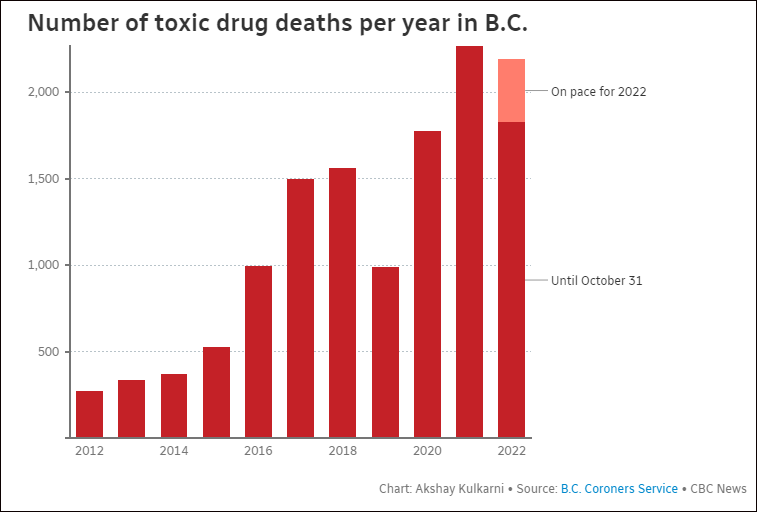 Number of toxic drug deaths per year in B.C.
2,000
On pace for 2022
1,500
1,000
Until October 31
500
2012 2014 2016 2018 2020 2022
Chart: Akshay Kulkarni • Source: B.C. Coroners Service • CBC News